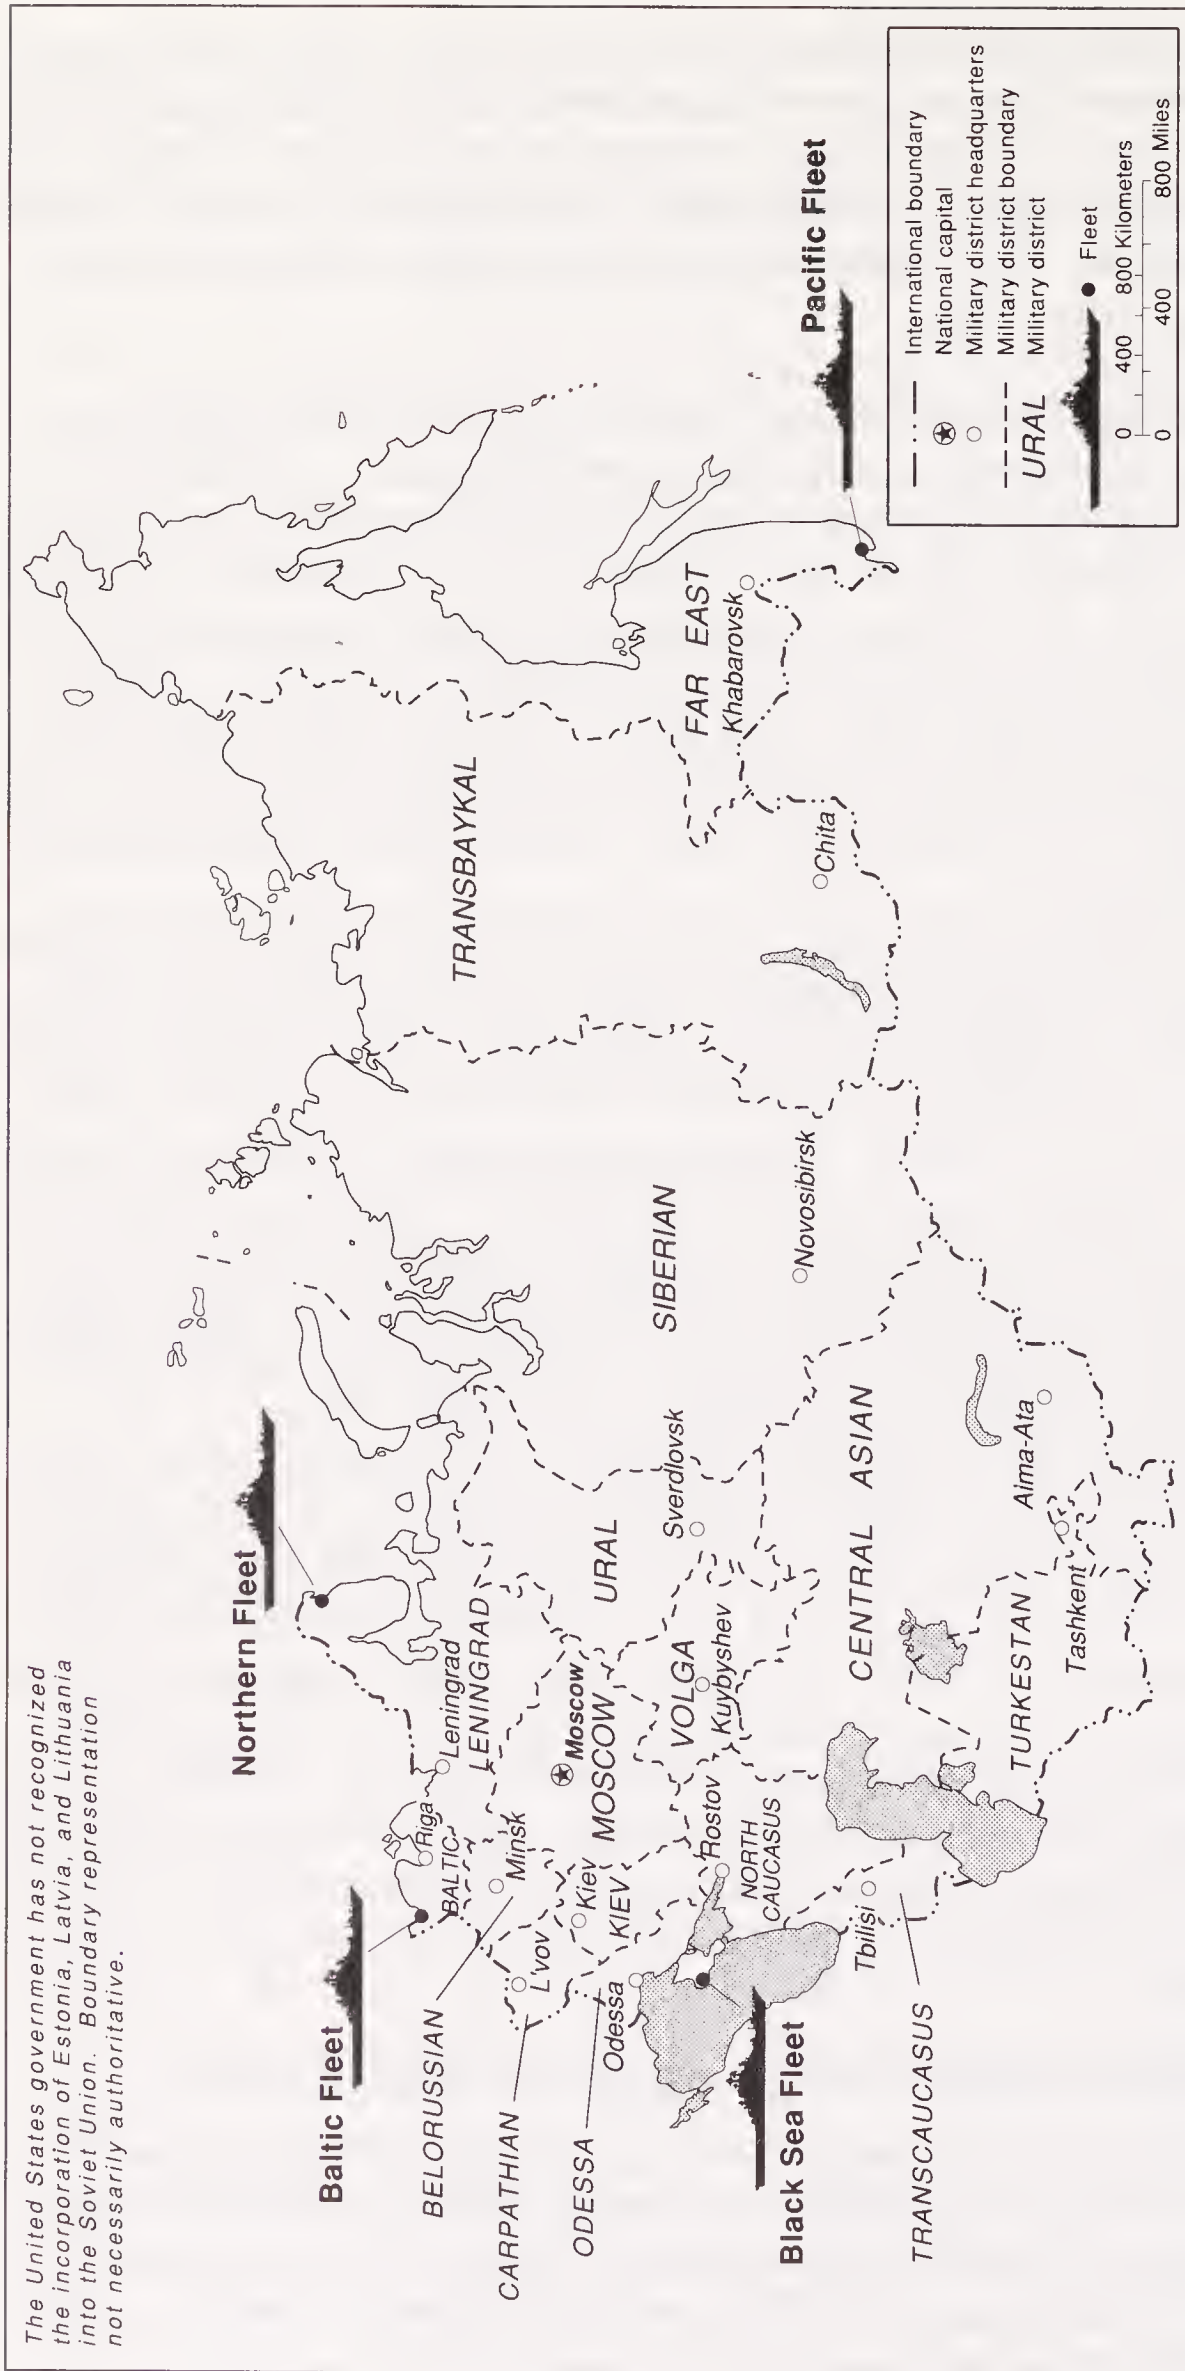 The United States government has not recognized
the incorporation of Estonia, Latvia, and Lithuania
into the Soviet Union. Boundary representation
not necessarily authoritative.
Northern Fleet
Baltic Fleet
Pacific Fleet
Black Sea Fleet
BELORUSSIAN
CARPATHIAN
ODESSA
TRANSCAUCASUS
Riga
BALTIC
Leningrad
LENINGRAD
Minsk
L'vov
Kiev
KIEV
Odessa
Moscow
MOSCOW
Rostov
NORTH
CAUCASUS
Tbilisi
VOLGA
Kuybyshev
URAL
Sverdlovsk
SIBERIAN
Novosibirsk
CENTRAL ASIAN
Alma-Ata
TURKESTAN
Tashkent
TRANSBAYKAL
Chita
FAR EAST
Khabarovsk
International boundary
National capital
Military district headquarters
Military district boundary
URAL Military district
Fleet
0 400 800 Kilometers
0 400 800 Miles